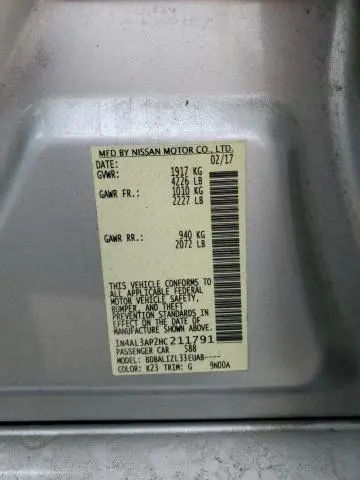 MFD BY NISSAN MOTOR CO., LTD.
DATE: 02/17
GVWR: 1917 KG
4226 LB
GAWR FR.: 1010 KG
2227 LB
GAWR RR.: 940 KG
2072 LB
THIS VEHICLE CONFORMS TO
ALL APPLICABLE FEDERAL
MOTOR VEHICLE SAFETY,
BUMPER, AND THEFT
PREVENTION STANDARDS IN
EFFECT ON THE DATE OF
MANUFACTURE SHOWN ABOVE.
1N4AL3AP2HC211791
PASSENGER CAR 588
MODEL: BDBALIZL33EUAB----
COLOR: K23 TRIM: G 9N00A